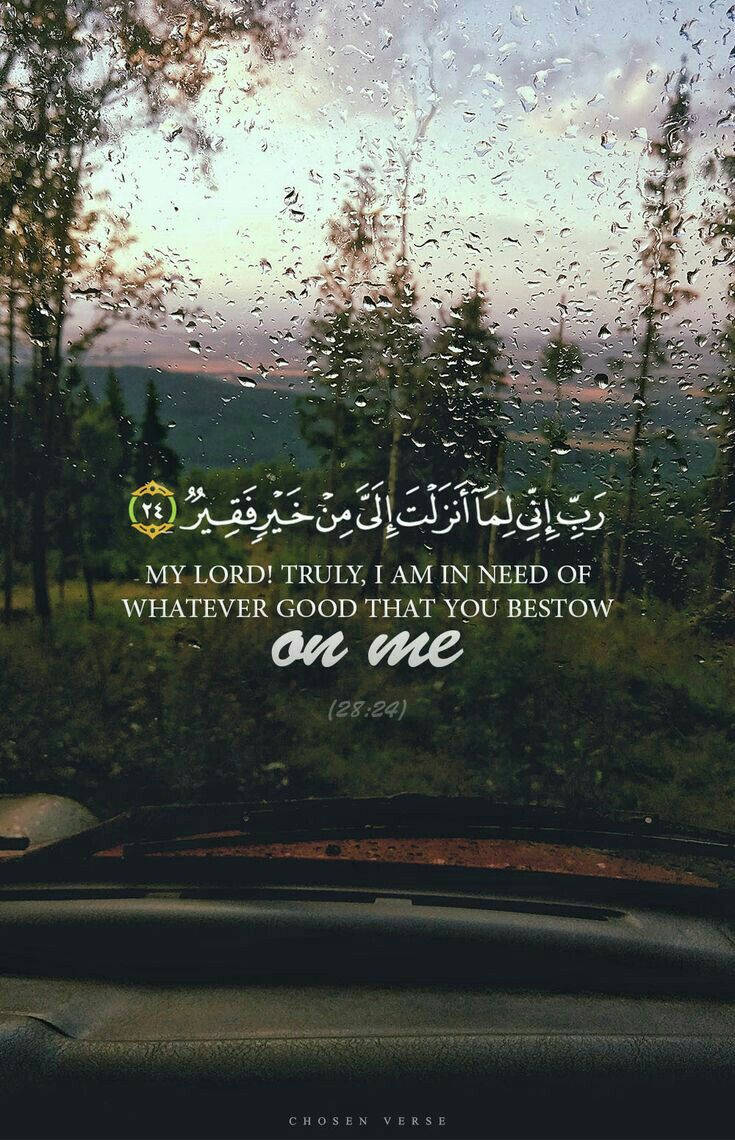 رَبِّ إِنِّي لِمَآ أَنزَلْتَ إِلَىَّ مِنْ خَيْرٍ فَقِيرٌ ٢٤
MY LORD! TRULY, I AM IN NEED OF
WHATEVER GOOD THAT YOU BESTOW
on me
(28:24)
CHOSEN VERSE